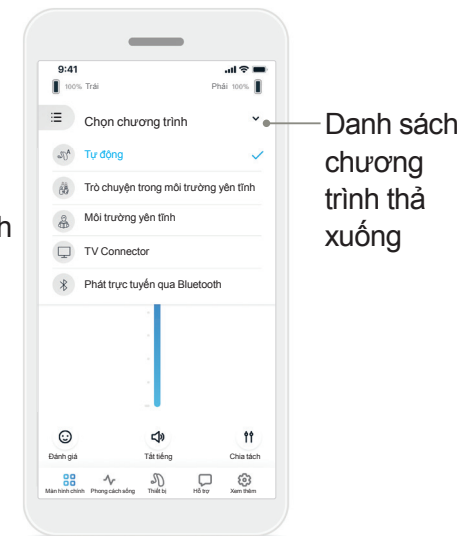 9:41
100% Trái
Phải 100%
Chọn chương trình
Tự động
Trò chuyện trong môi trường yên tĩnh
Môi trường yên tĩnh
TV Connector
Phát trực tuyến qua Bluetooth
Đánh giá
Tắt tiếng
Chia tách
Màn hình chính
Phong cách sống
Thiết bị
Hỗ trợ
Xem thêm
Danh sách
chương
trình thả
xuống
h